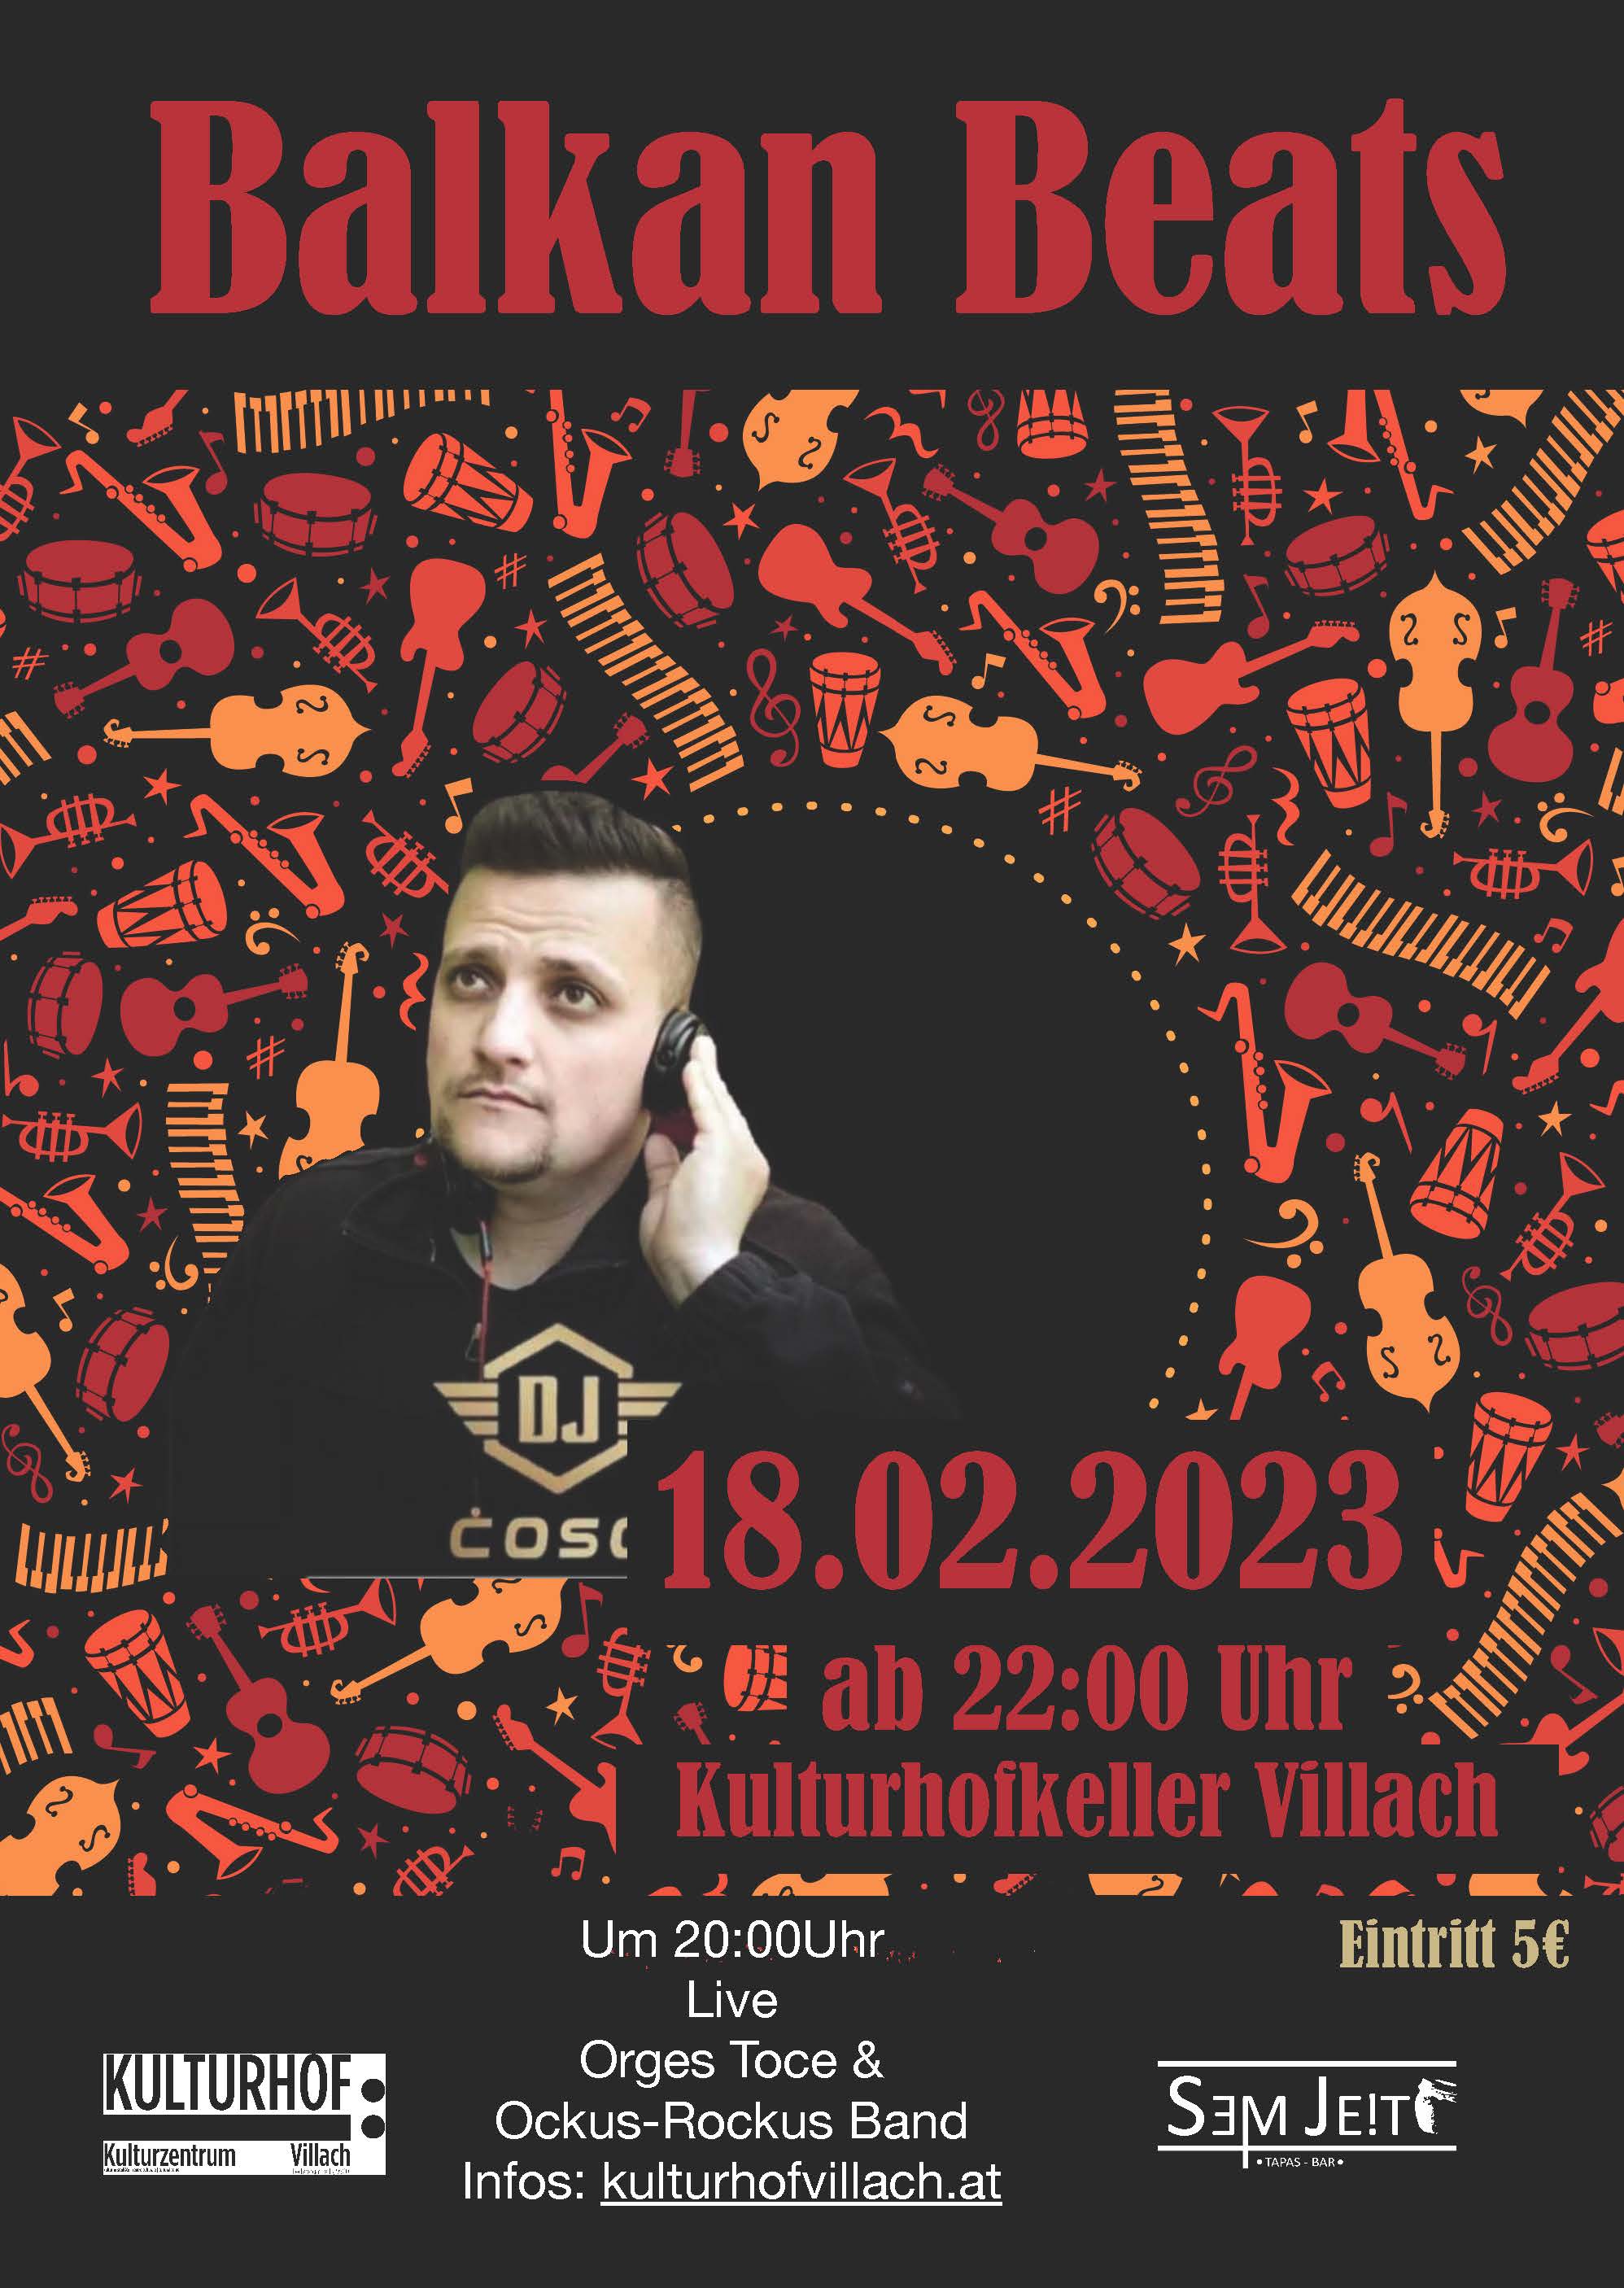 Balkan Beats
DJ
18.02.2023
ab 22:00 Uhr
Kulturhofkeller Villach
Um 20:00Uhr
Eintritt 5€
Live
Orges Toce &
Ockus-Rockus Band
Infos: kulturhofvillach.at
KULTURHOF:
Kulturzentrum Villach
SEM JE!T
• TAPAS - BAR •